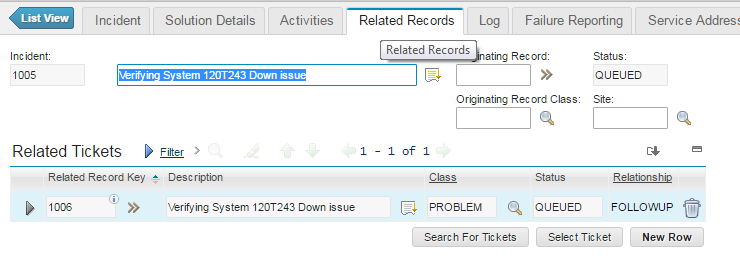 List View Incident Solution Details Activities Related Records Log Failure Reporting Service Addres
Related Records
Incident: Originating Record: Status:
1005 Verifying System 120T243 Down issue QUEUED
Originating Record Class: Site:
Related Tickets Filter 1 - 1 of 1
Related Record Key Description Class Status Relationship
1006 Verifying System 120T243 Down issue PROBLEM QUEUED FOLLOWUP
Search For Tickets Select Ticket New Row